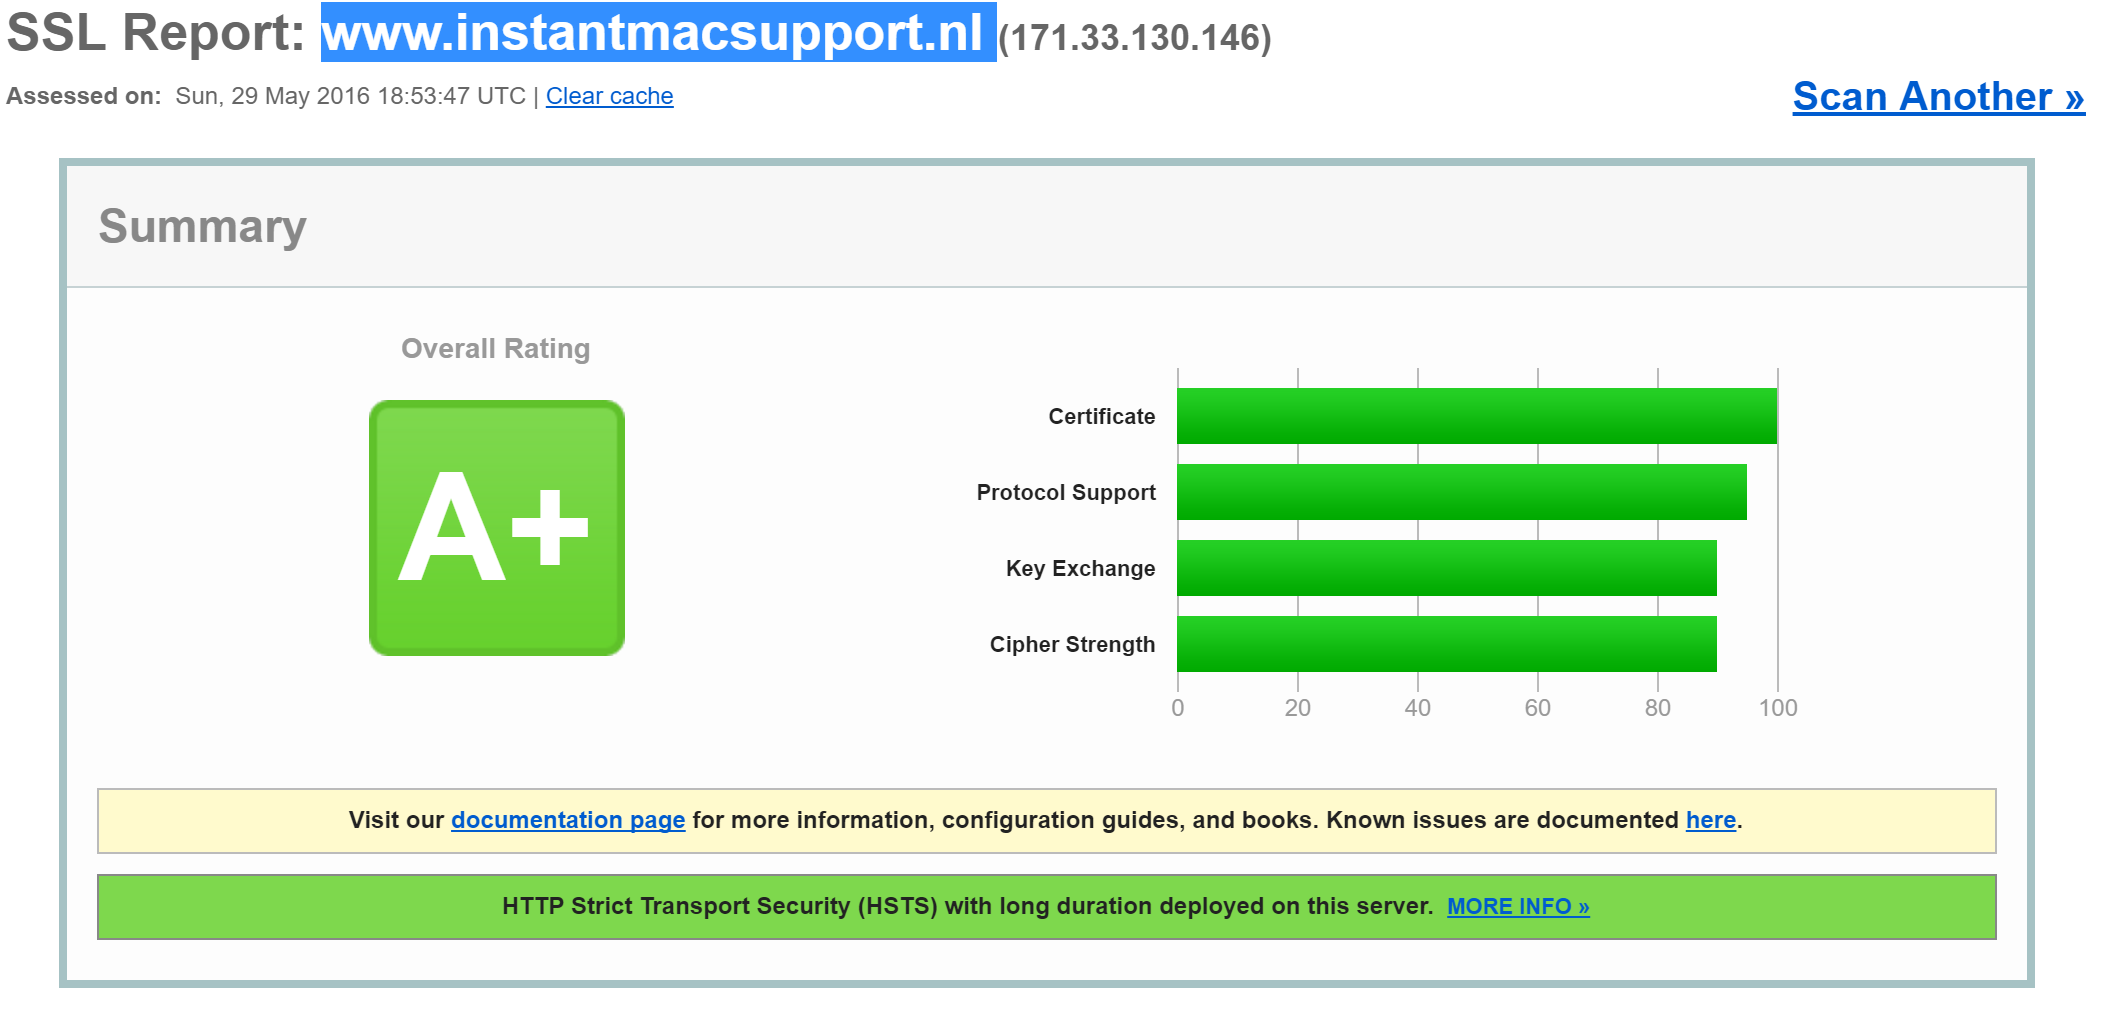 SSL Report: www.instantmacsupport.nl (171.33.130.146)
Assessed on: Sun, 29 May 2016 18:53:47 UTC | Clear cache
Scan Another »
Summary
Overall Rating
A+
Certificate
Protocol Support
Key Exchange
Cipher Strength
0 20 40 60 80 100
Visit our documentation page for more information, configuration guides, and books. Known issues are documented here.
HTTP Strict Transport Security (HSTS) with long duration deployed on this server. MORE INFO »